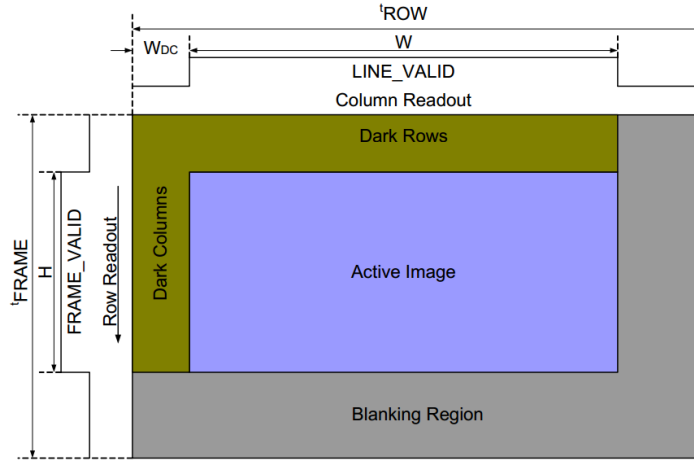 tROW
WDC
W
LINE_VALID
Column Readout
Dark Rows
tFRAME
H
FRAME_VALID
Row Readout
Dark Columns
Active Image
Blanking Region